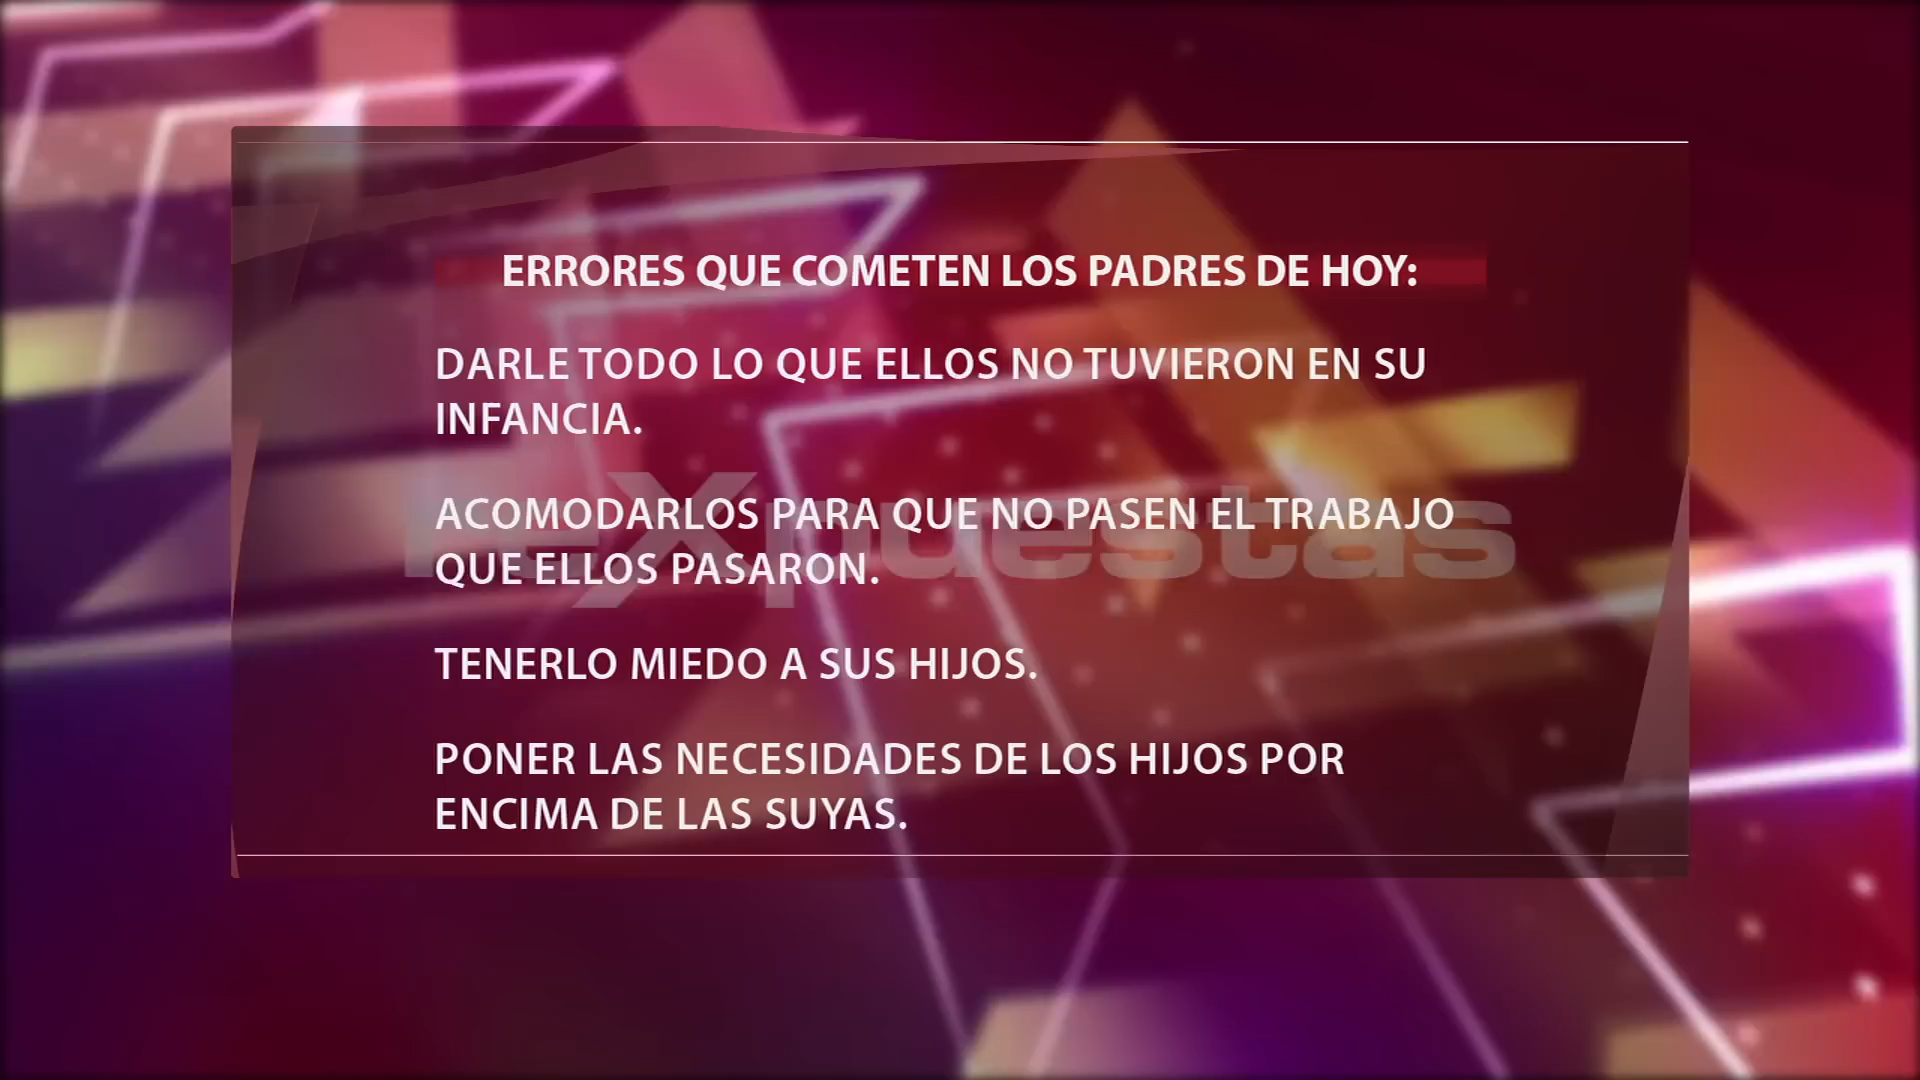 ERRORES QUE COMETEN LOS PADRES DE HOY:
DARLE TODO LO QUE ELLOS NO TUVIERON EN SU
INFANCIA.
ACOMODARLOS PARA QUE NO PASEN EL TRABAJO
QUE ELLOS PASARON.
reXpuestas
TENERLO MIEDO A SUS HIJOS.
PONER LAS NECESIDADES DE LOS HIJOS POR
ENCIMA DE LAS SUYAS.